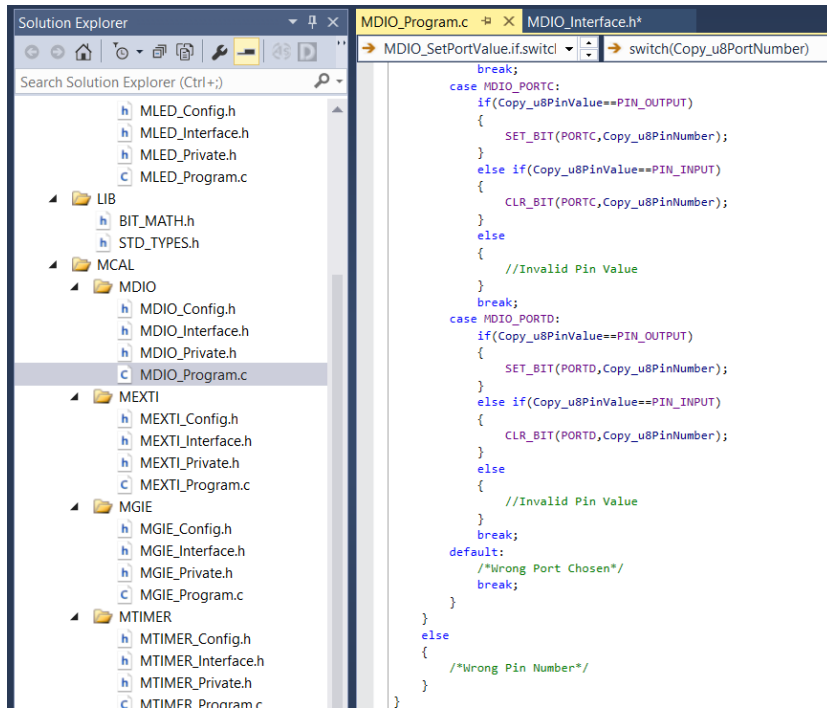 Solution Explorer
Search Solution Explorer (Ctrl+;)
MLED_Config.h
MLED_Interface.h
MLED_Private.h
MLED_Program.c
LIB
BIT_MATH.h
STD_TYPES.h
MCAL
MDIO
MDIO_Config.h
MDIO_Interface.h
MDIO_Private.h
MDIO_Program.c
MEXTI
MEXTI_Config.h
MEXTI_Interface.h
MEXTI_Private.h
MEXTI_Program.c
MGIE
MGIE_Config.h
MGIE_Interface.h
MGIE_Private.h
MGIE_Program.c
MTIMER
MTIMER_Config.h
MTIMER_Interface.h
MTIMER_Private.h
MTIMER_Program.c
MDIO_Program.c MDIO_Interface.h*
MDIO_SetPortValue.if.switcl switch(Copy_u8PortNumber)
break;
case MDIO_PORTC:
if(Copy_u8PinValue==PIN_OUTPUT)
{
SET_BIT(PORTC,Copy_u8PinNumber);
}
else if(Copy_u8PinValue==PIN_INPUT)
{
CLR_BIT(PORTC,Copy_u8PinNumber);
}
else
{
//Invalid Pin Value
}
break;
case MDIO_PORTD:
if(Copy_u8PinValue==PIN_OUTPUT)
{
SET_BIT(PORTD,Copy_u8PinNumber);
}
else if(Copy_u8PinValue==PIN_INPUT)
{
CLR_BIT(PORTD,Copy_u8PinNumber);
}
else
{
//Invalid Pin Value
}
break;
default:
/*Wrong Port Chosen*/
break;
}
}
else
{
/*Wrong Pin Number*/
}
}